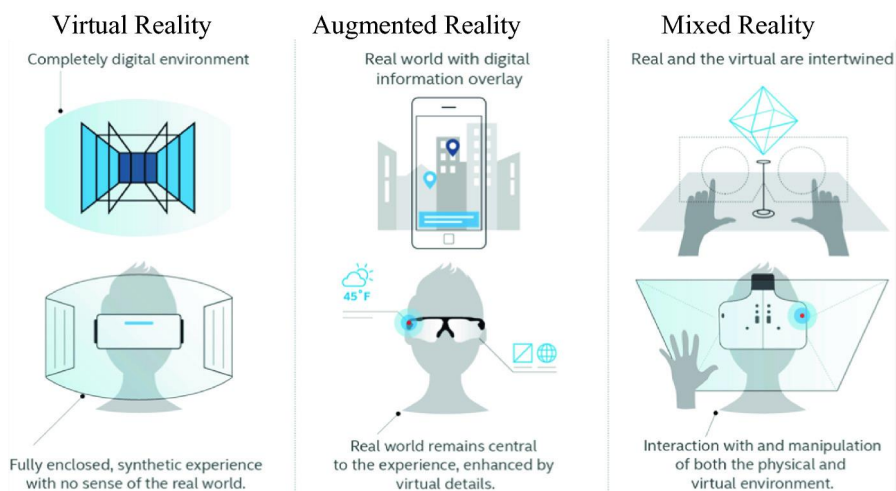 Virtual Reality
Completely digital environment
Fully enclosed, synthetic experience
with no sense of the real world.
Augmented Reality
Real world with digital
information overlay
45°F
Real world remains central
to the experience, enhanced by
virtual details.
Mixed Reality
Real and the virtual are intertwined
Interaction with and manipulation
of both the physical and
virtual environment.